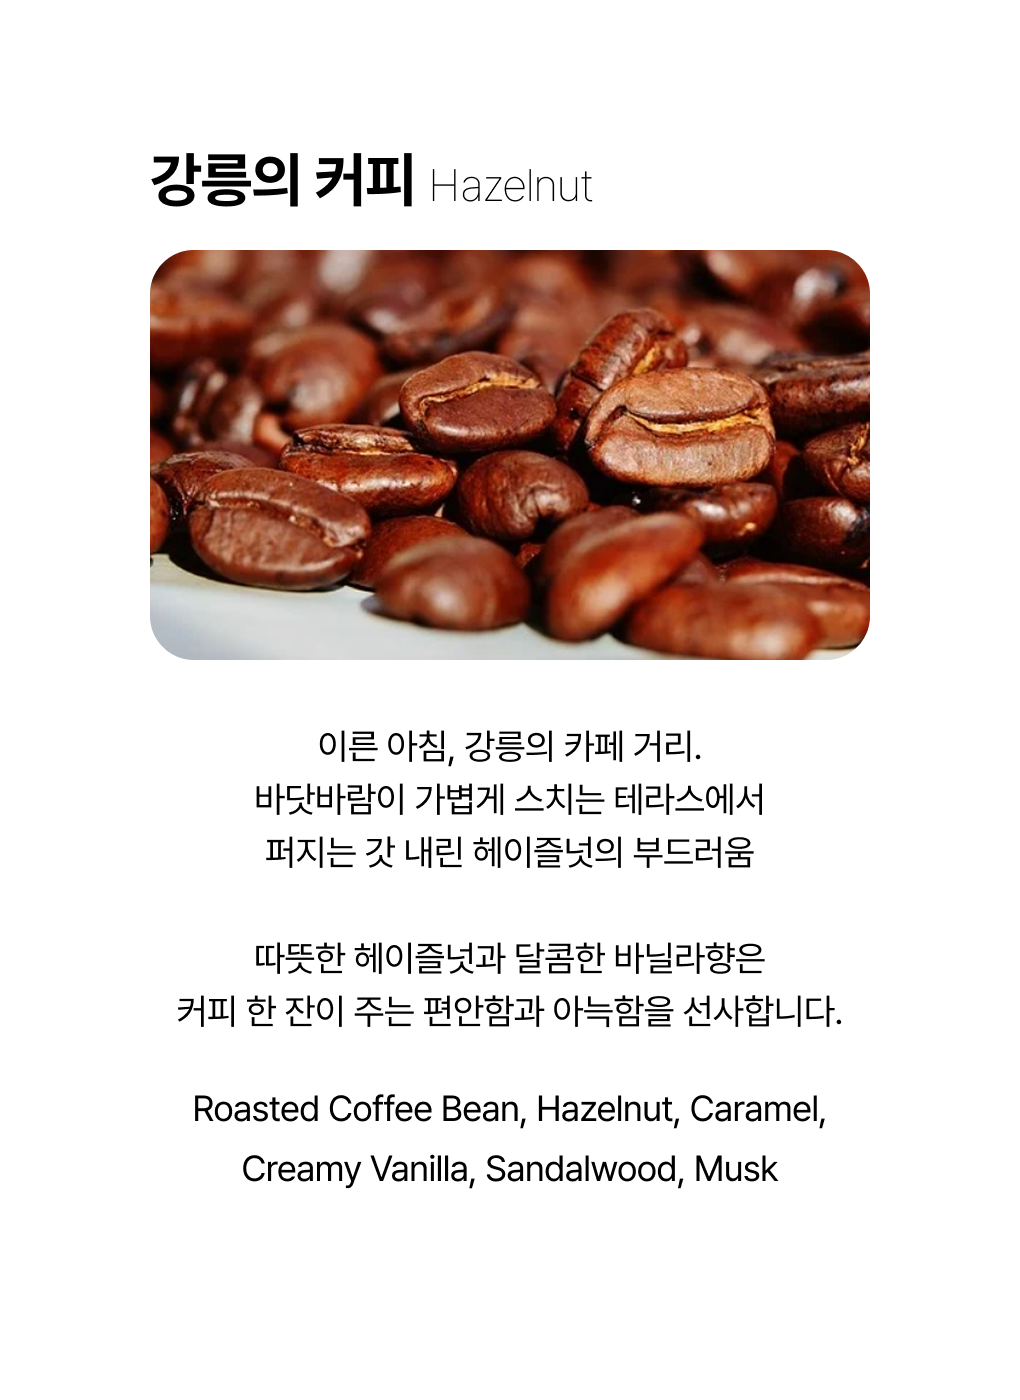 강릉의 커피 Hazelnut
이른 아침, 강릉의 카페 거리.
바닷바람이 가볍게 스치는 테라스에서
퍼지는 갓 내린 헤이즐넛의 부드러움
따뜻한 헤이즐넛과 달콤한 바닐라향은
커피 한 잔이 주는 편안함과 아늑함을 선사합니다.
Roasted Coffee Bean, Hazelnut, Caramel,
Creamy Vanilla, Sandalwood, Musk